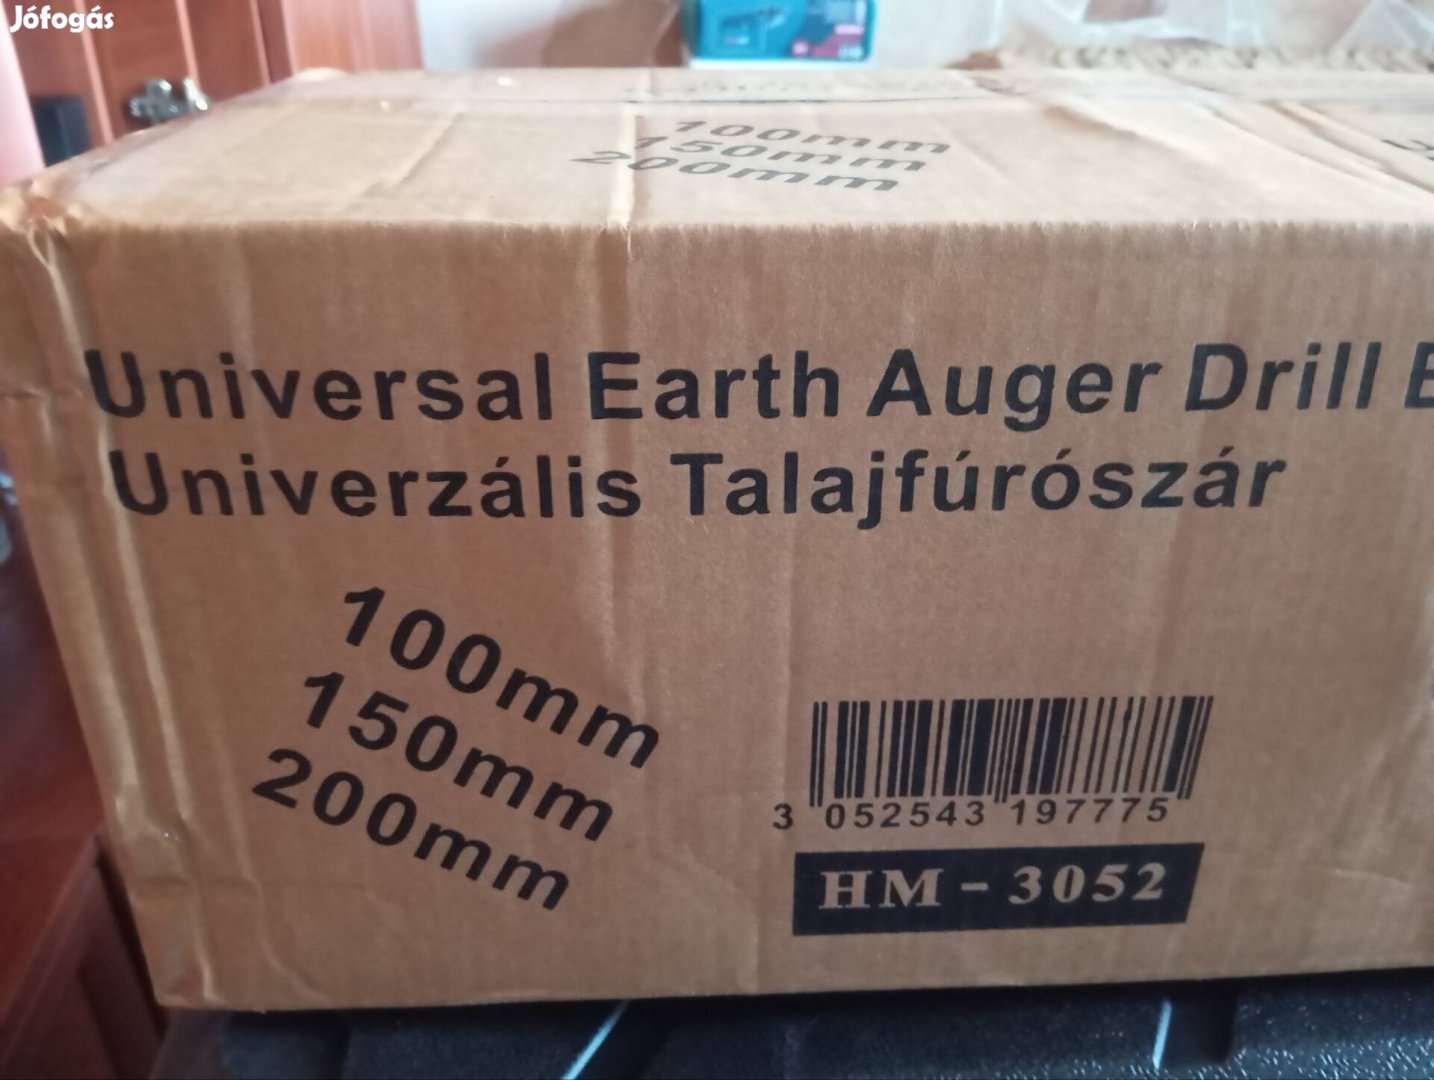 Jófogás
100mm
150mm
200mm
Universal Earth Auger Drill
Univerzális Talajfúrószár
100mm
150mm
200mm
3 052543 197775
HM - 3052